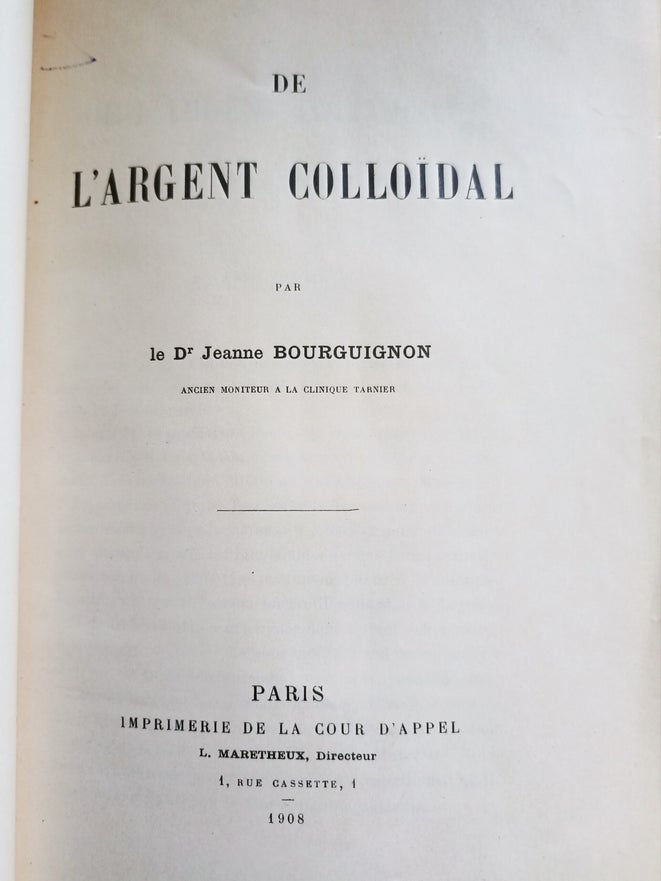 DE
L'ARGENT COLLOÏDAL
PAR
le Dr Jeanne BOURGUIGNON
ANCIEN MONITEUR A LA CLINIQUE TARNIER
PARIS
IMPRIMERIE DE LA COUR D'APPEL
L. MARETHEUX, Directeur
1, RUE CASSETTE, 1
1908